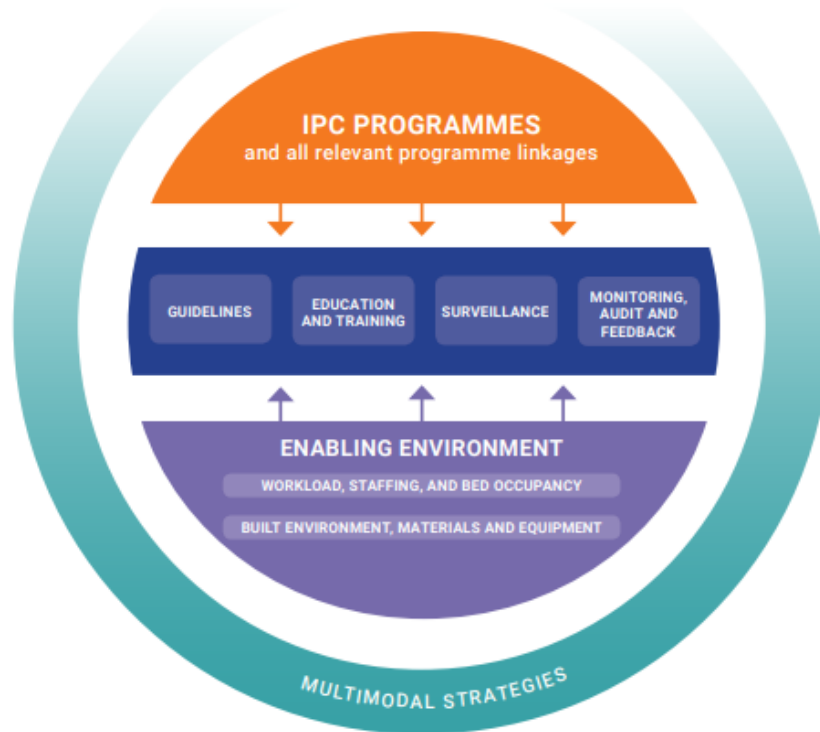 IPC PROGRAMMES
and all relevant programme linkages
GUIDELINES
EDUCATION
AND TRAINING
SURVEILLANCE
MONITORING,
AUDIT AND
FEEDBACK
ENABLING ENVIRONMENT
WORKLOAD, STAFFING, AND BED OCCUPANCY
BUILT ENVIRONMENT, MATERIALS AND EQUIPMENT
MULTIMODAL STRATEGIES